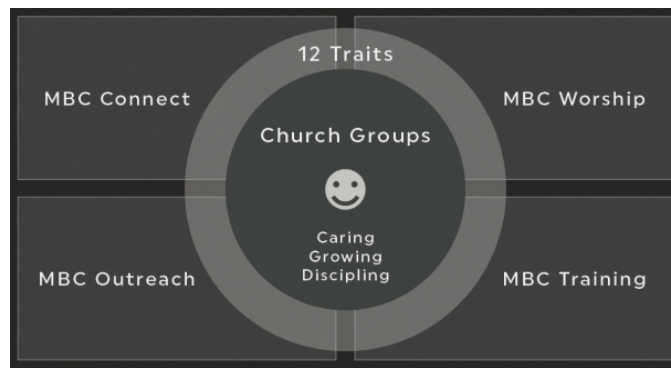 12 Traits
MBC Connect
MBC Worship
Church Groups
Caring
Growing
Discipling
MBC Outreach
MBC Training